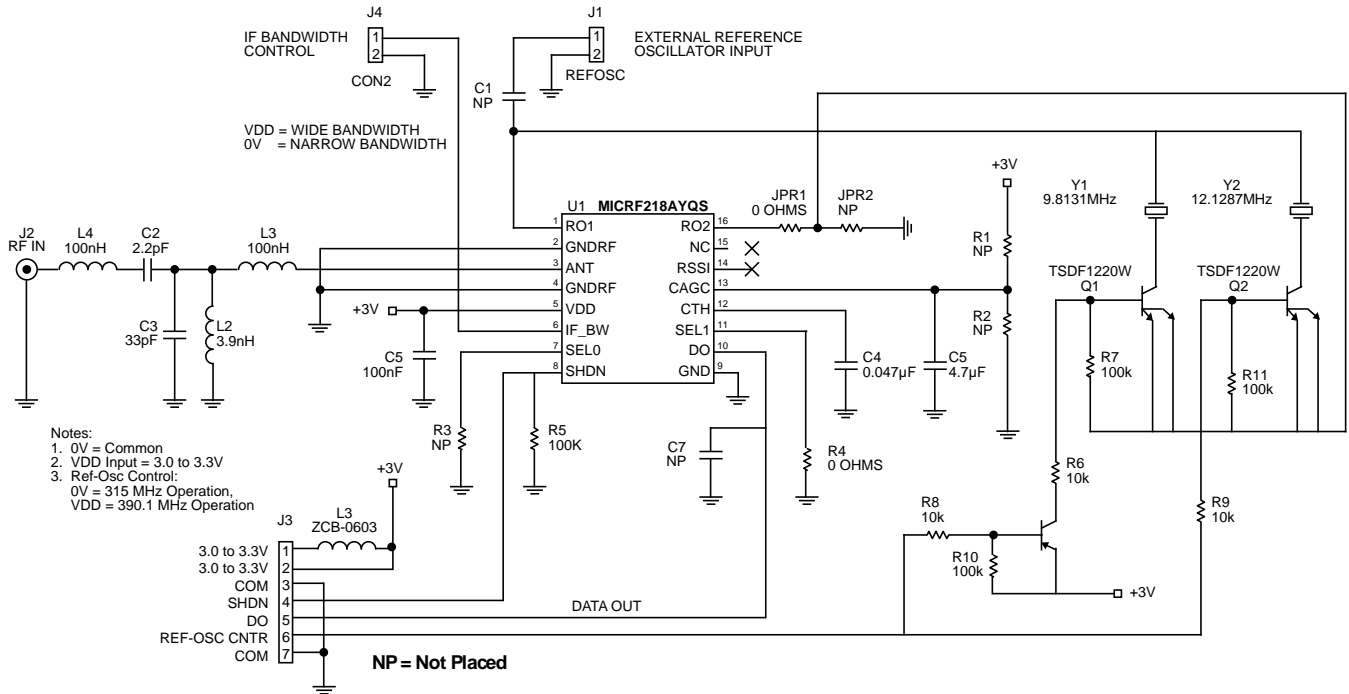 J4
J1
IF BANDWIDTH
CONTROL
1
2
CON2
1
2
REFOSC
EXTERNAL REFERENCE
OSCILLATOR INPUT
C1
NP
VDD = WIDE BANDWIDTH
0V = NARROW BANDWIDTH
+3V
Y1
9.8131MHz
Y2
12.1287MHz
U1 MICRF218AYQS
JPR1
0 OHMS
JPR2
NP
J2
RF IN
L4
100nH
C2
2.2pF
L3
100nH
1 RO1
2 GNDRF
3 ANT
4 GNDRF
5 VDD
6 IF_BW
7 SEL0
8 SHDN
RO2 16
NC 15
RSSI 14
CAGC 13
CTH 12
SEL1 11
DO 10
GND 9
R1
NP
R2
NP
TSDF1220W
Q1
TSDF1220W
Q2
+3V
C3
33pF
L2
3.9nH
C5
100nF
C4
0.047µF
C5
4.7µF
R7
100k
R11
100k
R3
NP
R5
100K
C7
NP
R4
0 OHMS
Notes:
1. 0V = Common
2. VDD Input = 3.0 to 3.3V
3. Ref-Osc Control:
0V = 315 MHz Operation,
VDD = 390.1 MHz Operation
+3V
R6
10k
R8
10k
R9
10k
R10
100k
+3V
J3
L3
ZCB-0603
3.0 to 3.3V 1
3.0 to 3.3V 2
COM 3
SHDN 4
DO 5
REF-OSC CNTR 6
COM 7
DATA OUT
NP = Not Placed